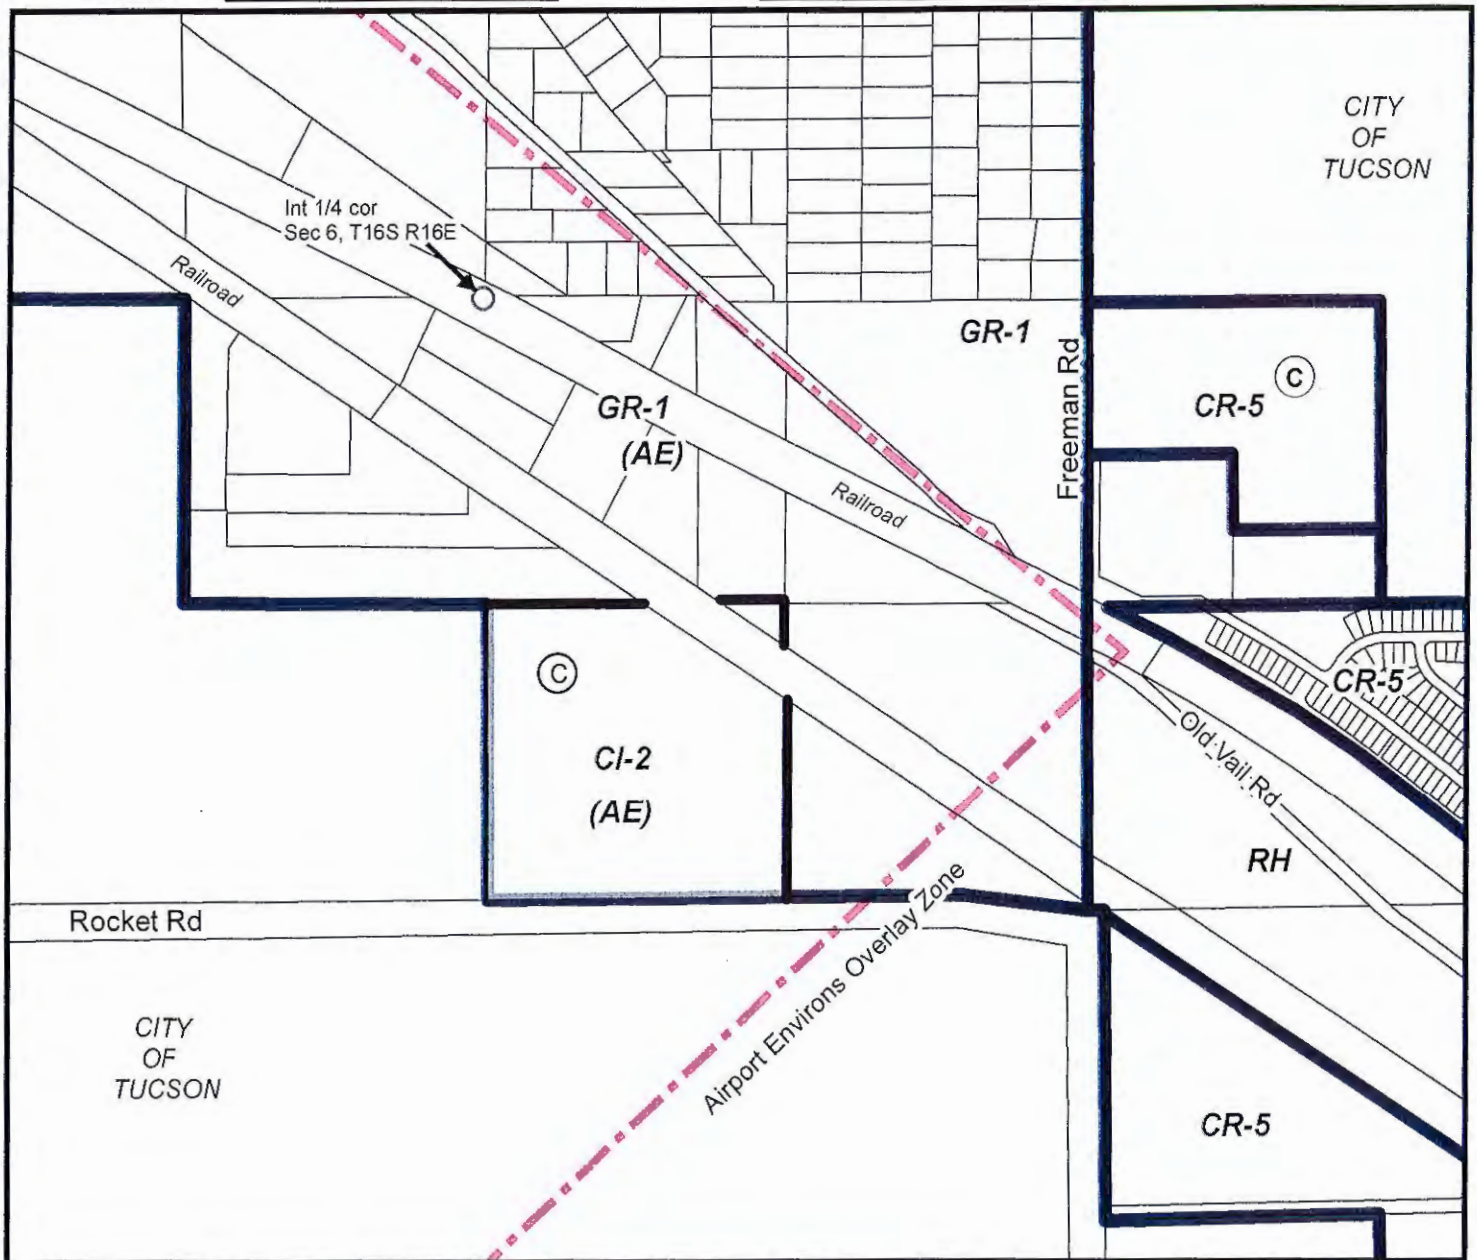 CITY
OF
TUCSON
Int 1/4 cor
Sec 6, T16S R16E
Railroad
GR-1
Freeman Rd
C
CR-5
GR-1
(AE)
Railroad
C
CR-5
Old Vail Rd
CI-2
(AE)
RH
Rocket Rd
Airport Environs Overlay Zone
CITY
OF
TUCSON
CR-5